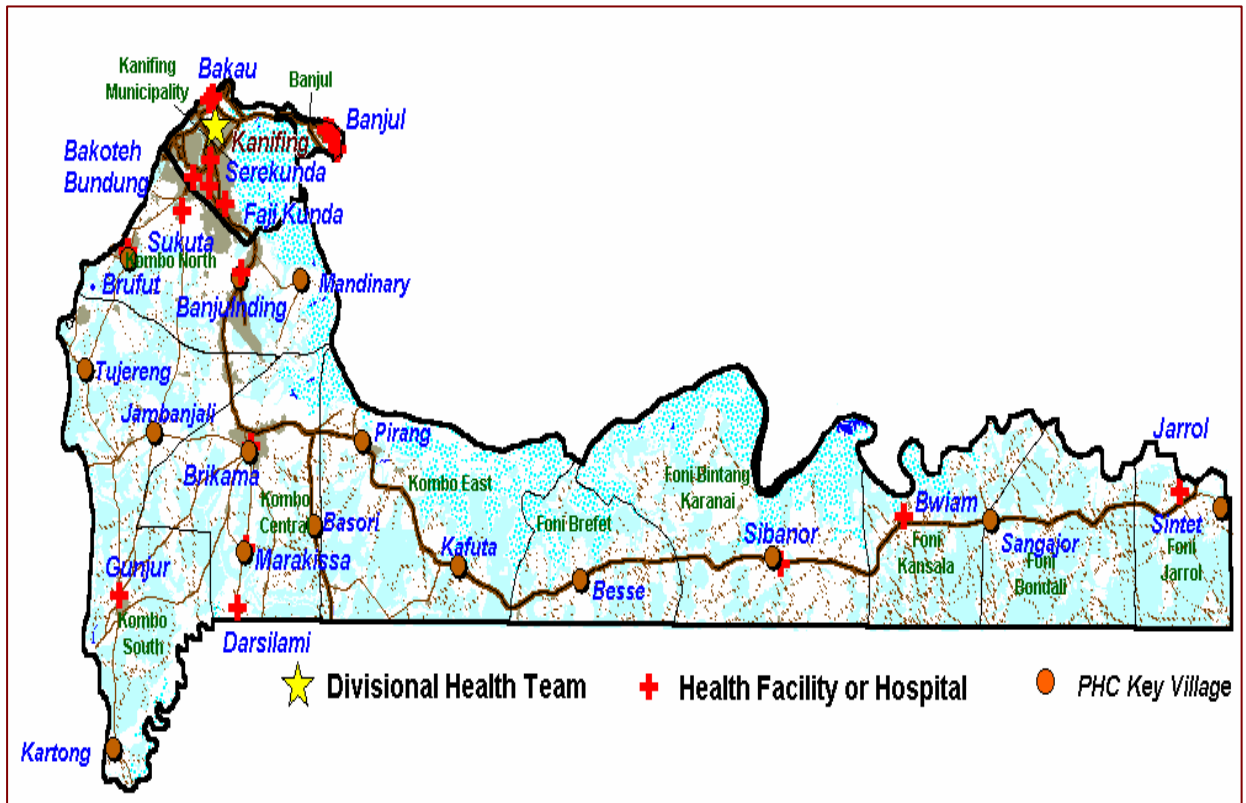 Kanifing
Municipality
Bakau
Banjul
Banjul
Kanifing
Bakoteh
Bundung
Serekunda
Faji Kunda
Sukuta
Kombo North
Brufut
Banjulnding
Mandinary
Tujereng
Jambanjali
Pirang
Brikama
Kombo East
Kombo
Central
Basori
Foni Bintang
Karanai
Foni Brefet
Jarrol
Bwiam
Sintet
Sibanor
Sangajor
Foni
Kansala
Foni
Bondali
Foni
Jarrol
Gunjur
Marakissa
Kafuta
Besse
Kombo
South
Darsilami
Divisional Health Team
Health Facility or Hospital
PHC Key Village
Kartong